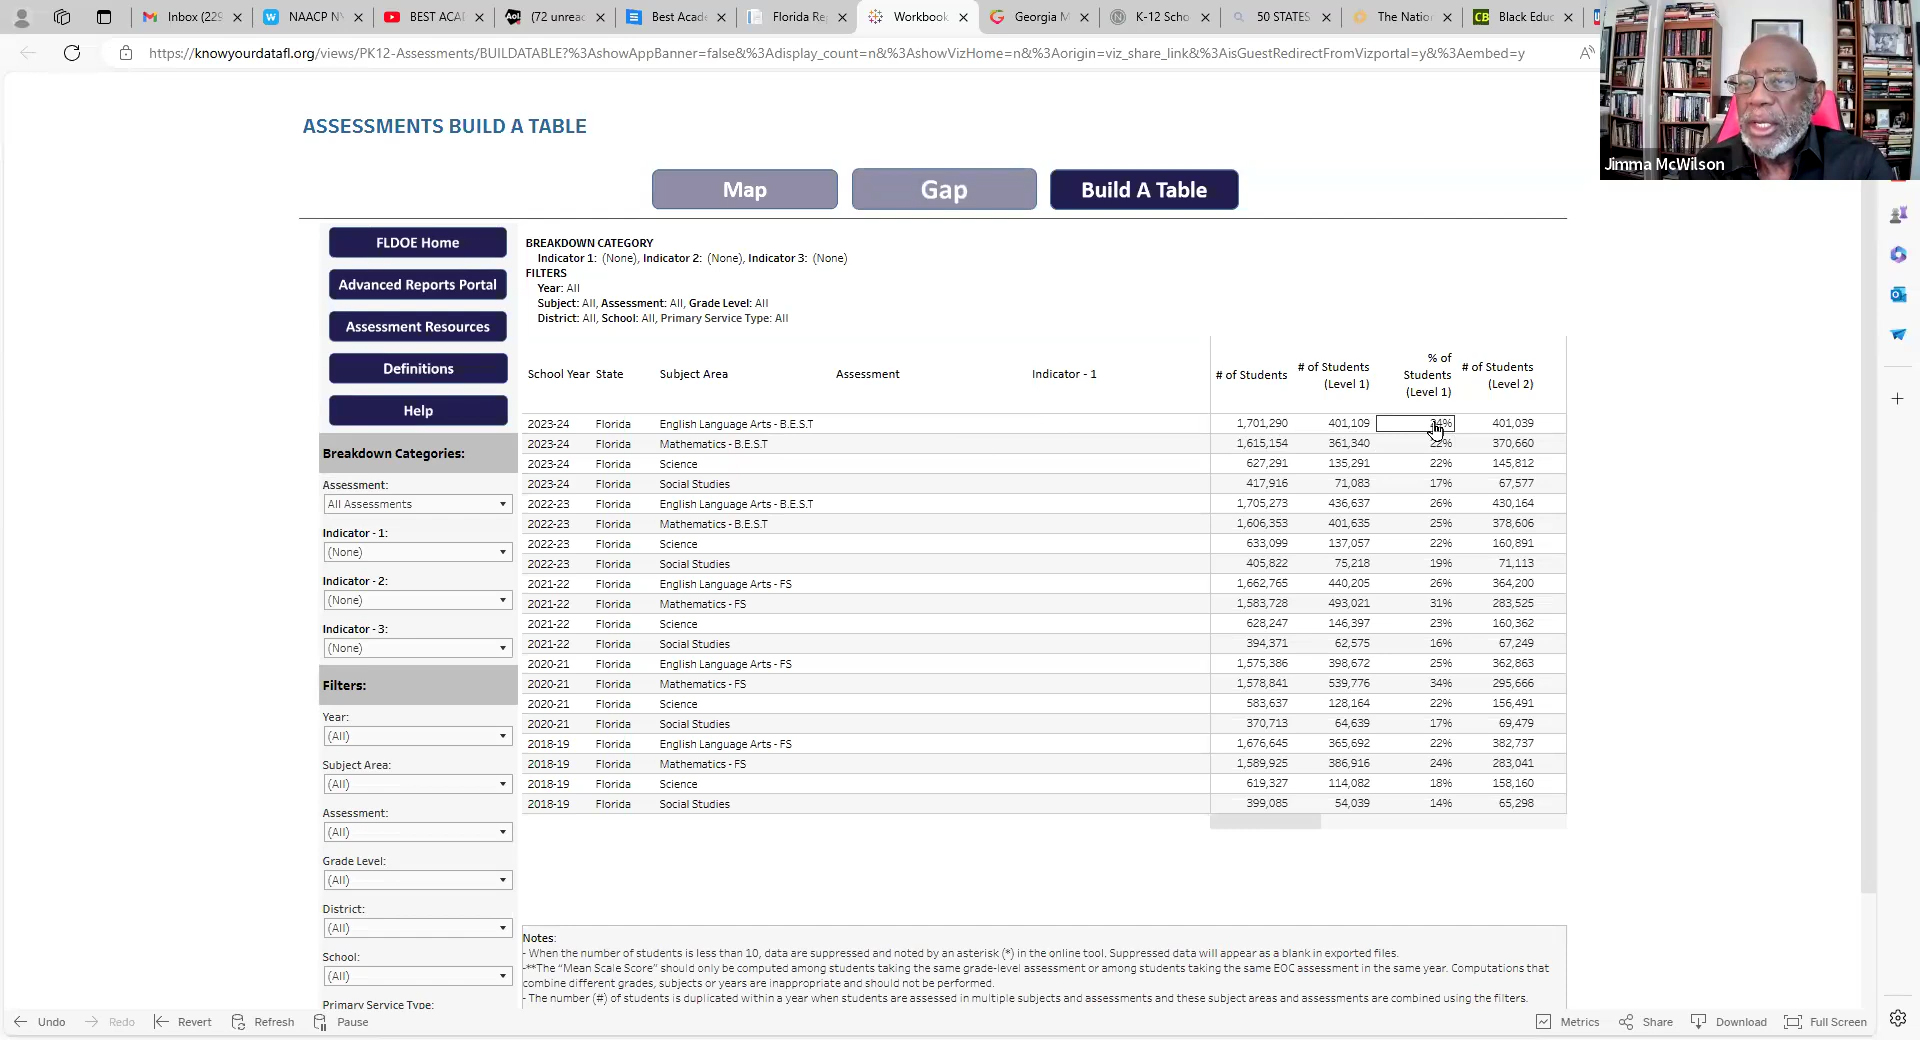 Inbox (229
NAACP NY
BEST ACAI
(72 unreac
Best Acade
Florida Rep
Workbook
Georgia M
K-12 Scho
50 STATES
The Natior
Black Educ
https://knowyourdatafl.org/views/PK12-Assessments/BUILDATABLE?%3AshowAppBanner=false&%3Adisplay_count=n&%3AshowVizHome=n&%3Aorigin=viz_share_link&%3AisGuestRedirectFromVizportal=y&%3Aembed=y
Jimma McWilson
ASSESSMENTS BUILD A TABLE
Map
Gap
Build A Table
FLDOE Home
Advanced Reports Portal
Assessment Resources
Definitions
Help
Breakdown Categories:
Assessment:
All Assessments
Indicator - 1:
(None)
Indicator - 2:
(None)
Indicator - 3:
(None)
Filters:
Year:
(All)
Subject Area:
(All)
Assessment:
(All)
Grade Level:
(All)
District:
(All)
School:
(All)
Primary Service Type:
BREAKDOWN CATEGORY
Indicator 1: (None), Indicator 2: (None), Indicator 3: (None)
FILTERS
Year: All
Subject: All, Assessment: All, Grade Level: All
District: All, School: All, Primary Service Type: All
School Year State Subject Area Assessment Indicator - 1 # of Students # of Students (Level 1) % of Students (Level 1) # of Students (Level 2)
2023-24 Florida English Language Arts - B.E.S.T 1,701,290 401,109 24% 401,039
2023-24 Florida Mathematics - B.E.S.T 1,615,154 361,340 22% 370,660
2023-24 Florida Science 627,291 135,291 22% 145,812
2023-24 Florida Social Studies 417,916 71,083 17% 67,577
2022-23 Florida English Language Arts - B.E.S.T 1,705,273 436,637 26% 430,164
2022-23 Florida Mathematics - B.E.S.T 1,606,353 401,635 25% 378,606
2022-23 Florida Science 633,099 137,057 22% 160,891
2022-23 Florida Social Studies 405,822 75,218 19% 71,113
2021-22 Florida English Language Arts - FS 1,662,765 440,205 26% 364,200
2021-22 Florida Mathematics - FS 1,583,728 493,021 31% 283,525
2021-22 Florida Science 628,247 146,397 23% 160,362
2021-22 Florida Social Studies 394,371 62,575 16% 67,249
2020-21 Florida English Language Arts - FS 1,575,386 398,672 25% 362,863
2020-21 Florida Mathematics - FS 1,578,841 539,776 34% 295,666
2020-21 Florida Science 583,637 128,164 22% 156,491
2020-21 Florida Social Studies 370,713 64,639 17% 69,479
2018-19 Florida English Language Arts - FS 1,676,645 365,692 22% 382,737
2018-19 Florida Mathematics - FS 1,589,925 386,916 24% 283,041
2018-19 Florida Science 619,327 114,082 18% 158,160
2018-19 Florida Social Studies 399,085 54,039 14% 65,298
Notes:
- When the number of students is less than 10, data are suppressed and noted by an asterisk (*) in the online tool. Suppressed data will appear as a blank in exported files.
-**The “Mean Scale Score” should only be computed among students taking the same grade-level assessment or among students taking the same EOC assessment in the same year. Computations that
combine different grades, subjects or years are inappropriate and should not be performed.
- The number (#) of students is duplicated within a year when students are assessed in multiple subjects and assessments and these subject areas and assessments are combined using the filters.
Undo Redo Revert Refresh Pause Metrics Share Download Full Screen